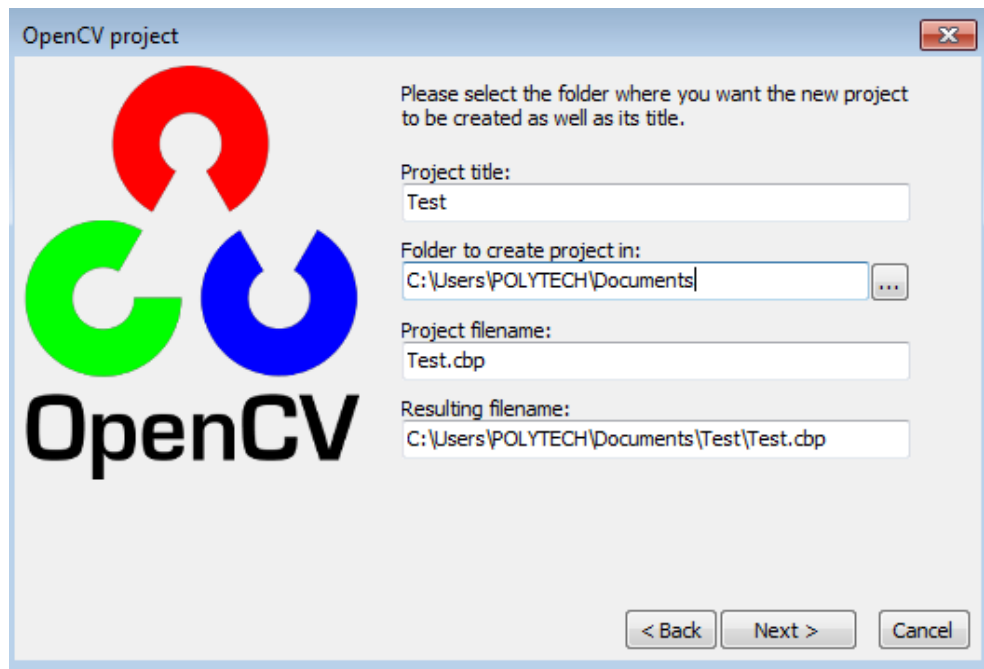 OpenCV project
Please select the folder where you want the new project
to be created as well as its title.
Project title:
Test
Folder to create project in:
C:\Users\POLYTECH\Documents
...
Project filename:
Test.cbp
Resulting filename:
C:\Users\POLYTECH\Documents\Test\Test.cbp
OpenCV
< Back Next > Cancel